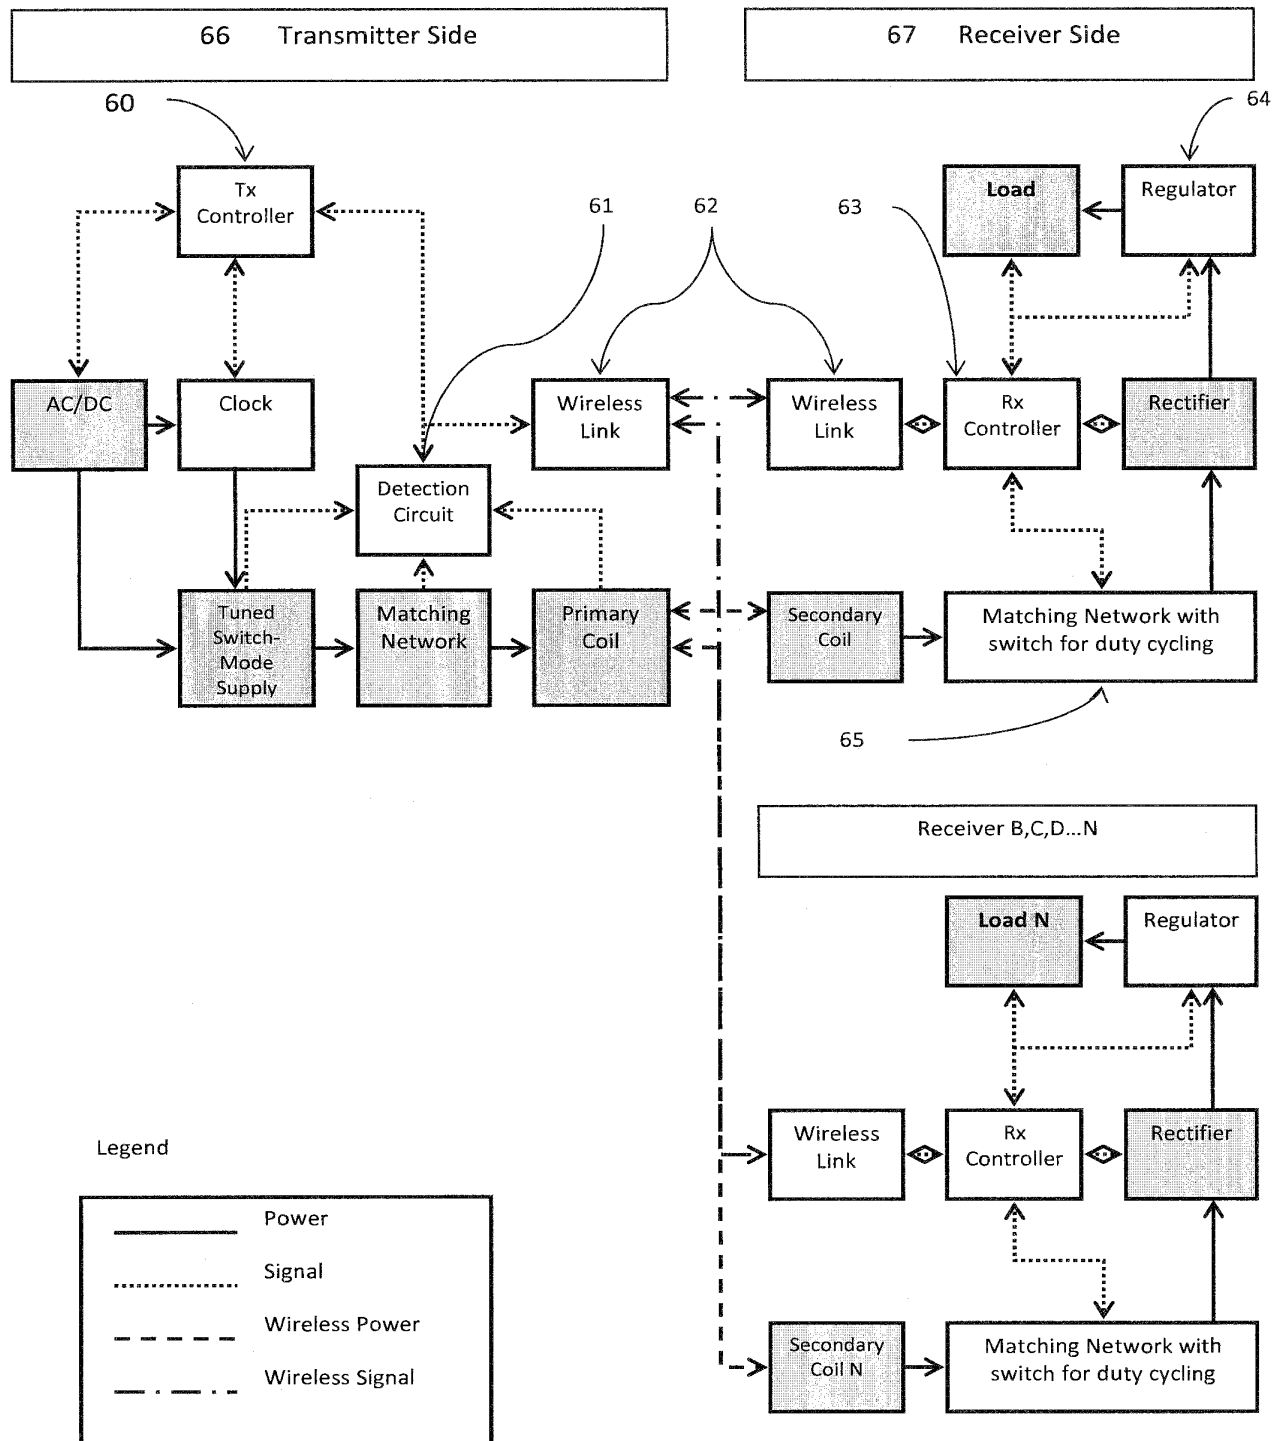 66 Transmitter Side
67 Receiver Side
60
64
Tx
Controller
Load
Regulator
61
62
63
AC/DC
Clock
Wireless
Link
Wireless
Link
Rx
Controller
Rectifier
Detection
Circuit
Tuned
Switch-
Mode
Supply
Matching
Network
Primary
Coil
Secondary
Coil
Matching Network with
switch for duty cycling
65
Receiver B,C,D...N
Load N
Regulator
Wireless
Link
Rx
Controller
Rectifier
Secondary
Coil N
Matching Network with
switch for duty cycling
Legend
Power
Signal
Wireless Power
Wireless Signal